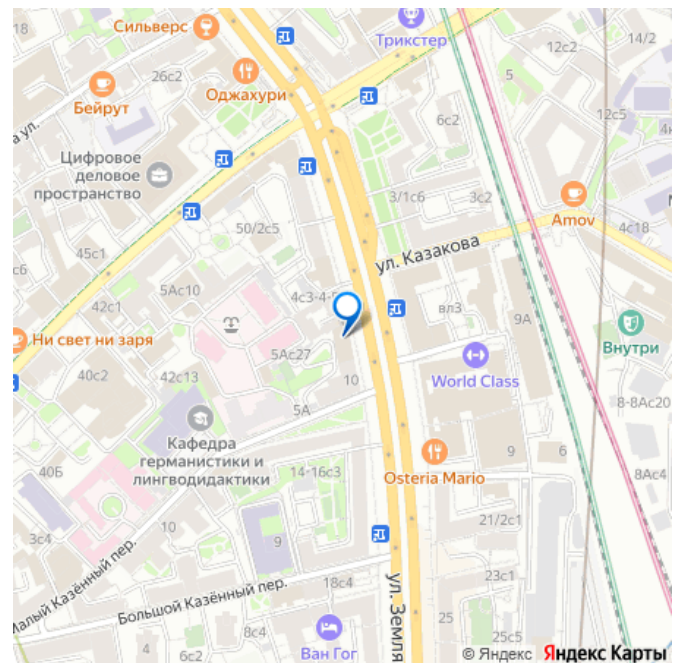 Сильверс
Трикстер
14/2
12с2
26с2
Оджахури
5
Бейрут
12с5
6с2
а ул.
Цифровое
деловое
пространство
3/1с6
3с2
Amov
4с18
50/2с5
ул. Казакова
45с1
с6
5Ас10
4с3-4-5
42с1
вл3
9А
Ни свет ни заря
Внутри
5Ас27
World Class
40с2
42с13
10
8-8Ас20
5А
Кафедра
германистики и
лингводидактики
9
6
40Б
14-16с3
Osteria Mario
8Ас4
3с4
10
21/2с1
9
Малый Казённый пер.
Большой Казённый пер.
18с4
23с1
ул. Земля
25
8с4
6с2
4
Ван Гог
25с5
© Яндекс Яндекс Карты